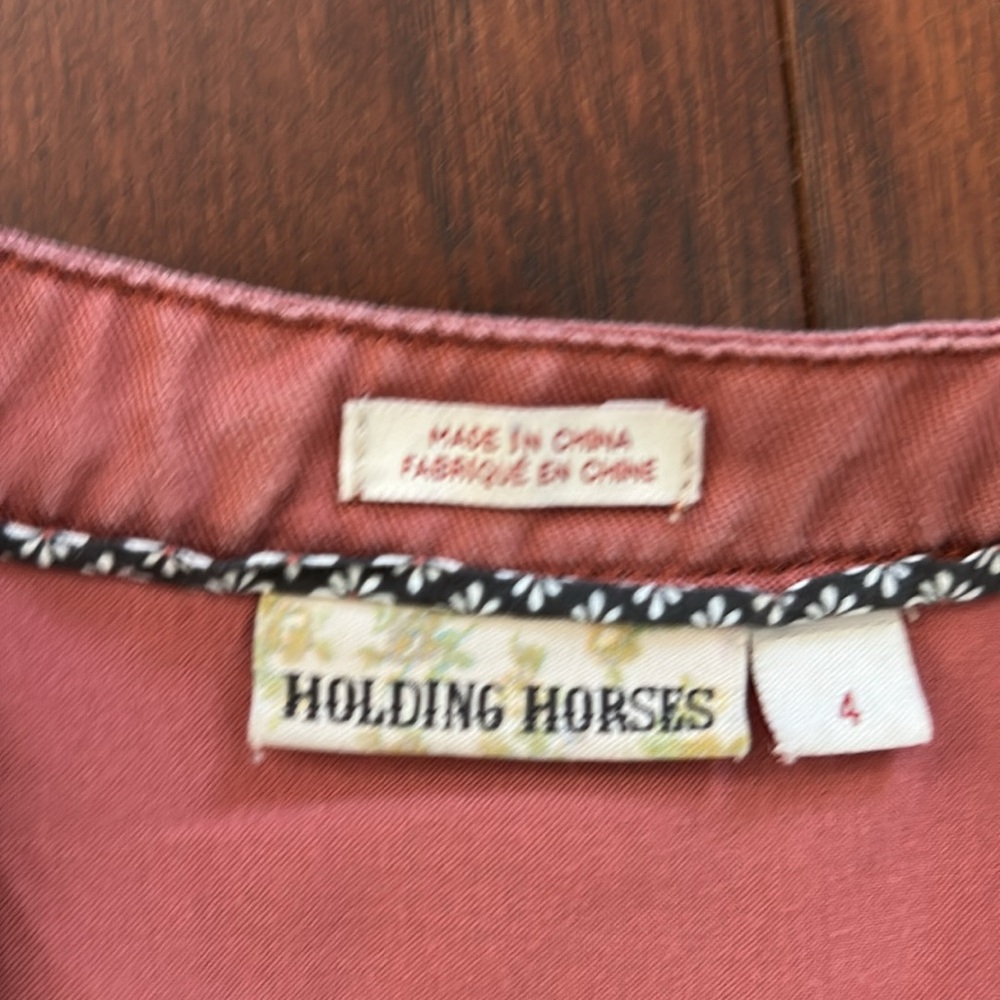 MADE IN CHINA
FABRIQUÉ EN CHINE
HOLDING HORSES
4